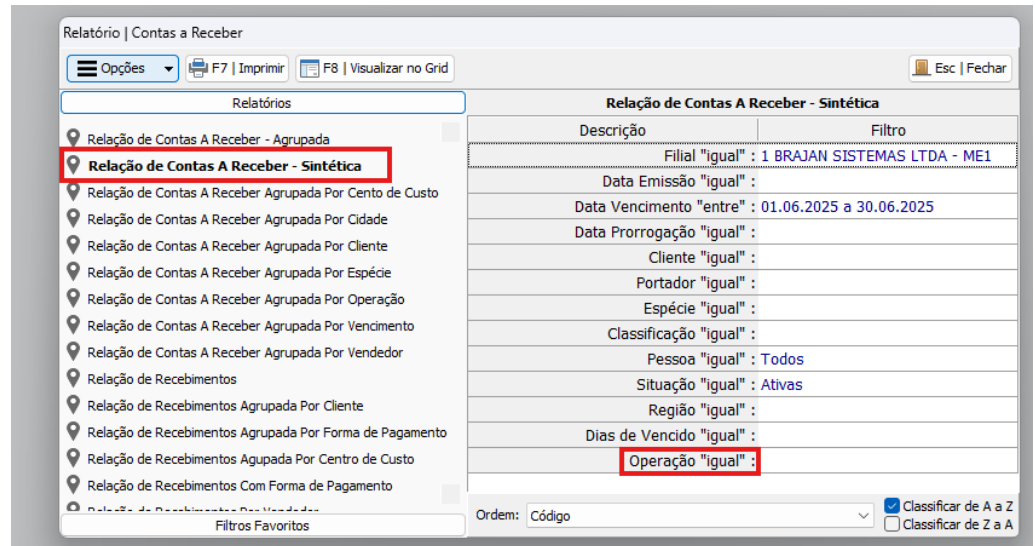 Relatório | Contas a Receber
Opções
F7 | Imprimir
F8 | Visualizar no Grid
Esc | Fechar
Relatórios
Relação de Contas A Receber - Agrupada
Relação de Contas A Receber - Sintética
Relação de Contas A Receber Agrupada Por Cento de Custo
Relação de Contas A Receber Agrupada Por Cidade
Relação de Contas A Receber Agrupada Por Cliente
Relação de Contas A Receber Agrupada Por Espécie
Relação de Contas A Receber Agrupada Por Operação
Relação de Contas A Receber Agrupada Por Vencimento
Relação de Contas A Receber Agrupada Por Vendedor
Relação de Recebimentos
Relação de Recebimentos Agrupada Por Cliente
Relação de Recebimentos Agrupada Por Forma de Pagamento
Relação de Recebimentos Agupada Por Centro de Custo
Relação de Recebimentos Com Forma de Pagamento
Relação de Recebimentos Por Vendedor
Filtros Favoritos
Relação de Contas A Receber - Sintética
Descrição Filtro
Filial "igual" : 1 BRAJAN SISTEMAS LTDA - ME1
Data Emissão "igual" :
Data Vencimento "entre" : 01.06.2025 a 30.06.2025
Data Prorrogação "igual" :
Cliente "igual" :
Portador "igual" :
Espécie "igual" :
Classificação "igual" :
Pessoa "igual" : Todos
Situação "igual" : Ativas
Região "igual" :
Dias de Vencido "igual" :
Operação "igual" :
Ordem: Código
Classificar de A a Z
Classificar de Z a A